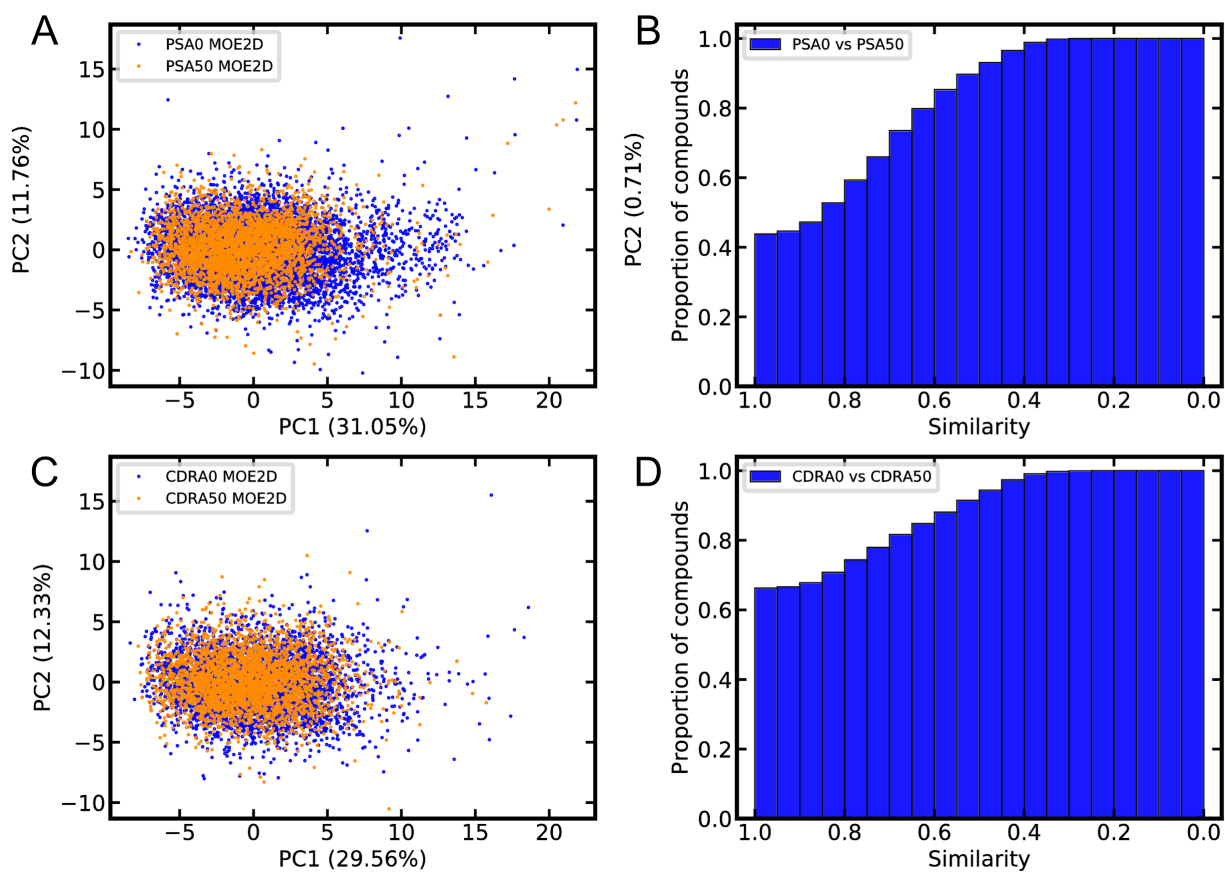 A
PSA0 MOE2D
PSA50 MOE2D
15
10
5
0
−5
−10
PC2 (11.76%)
−5 0 5 10 15 20
PC1 (31.05%)
B
PSA0 vs PSA50
1.0
0.8
0.6
0.4
0.2
0.0
PC2 (0.71%)
Proportion of compounds
1.0 0.8 0.6 0.4 0.2 0.0
Similarity
C
CDRA0 MOE2D
CDRA50 MOE2D
15
10
5
0
−5
−10
PC2 (12.33%)
−5 0 5 10 15 20
PC1 (29.56%)
D
CDRA0 vs CDRA50
1.0
0.8
0.6
0.4
0.2
0.0
Proportion of compounds
1.0 0.8 0.6 0.4 0.2 0.0
Similarity